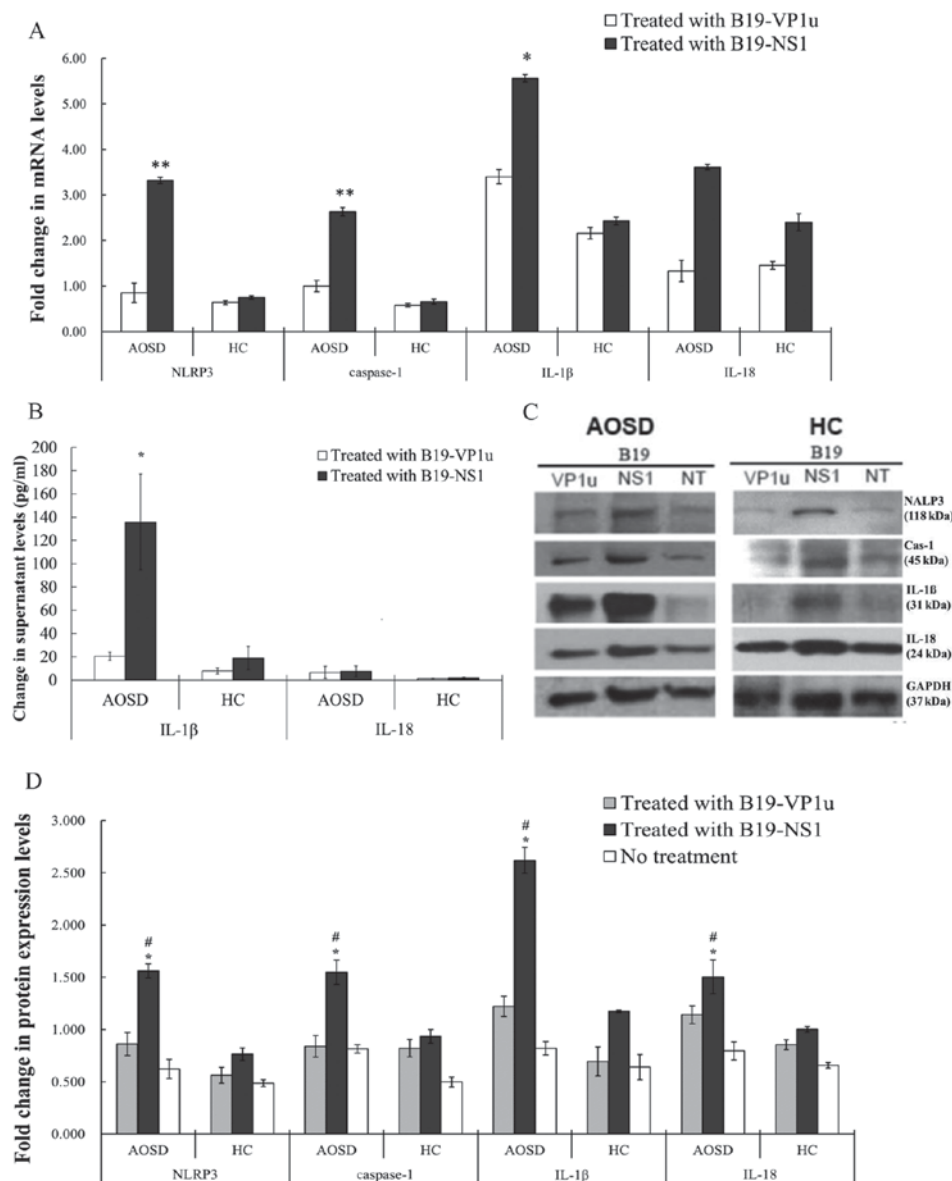 A
Treated with B19-VP1u
Treated with B19-NS1
Fold change in mRNA levels
6.00
5.00
4.00
3.00
2.00
1.00
0.00
**
**
*
AOSD HC AOSD HC AOSD HC AOSD HC
NLRP3 caspase-1 IL-1β IL-18
B
Treated with B19-VP1u
Treated with B19-NS1
Change in supernatant levels (pg/ml)
200
180
160
140
120
100
80
60
40
20
0
*
AOSD HC AOSD HC
IL-1β IL-18
C
AOSD HC
B19 B19
VP1u NS1 NT VP1u NS1 NT
NALP3
(118 kDa)
Cas-1
(45 kDa)
IL-1ß
(31 kDa)
IL-18
(24 kDa)
GAPDH
(37 kDa)
D
Treated with B19-VP1u
Treated with B19-NS1
No treatment
Fold change in protein expression levels
3.000
2.500
2.000
1.500
1.000
0.500
0.000
#
*
#
*
#
*
#
*
AOSD HC AOSD HC AOSD HC AOSD HC
NLRP3 caspase-1 IL-1β IL-18